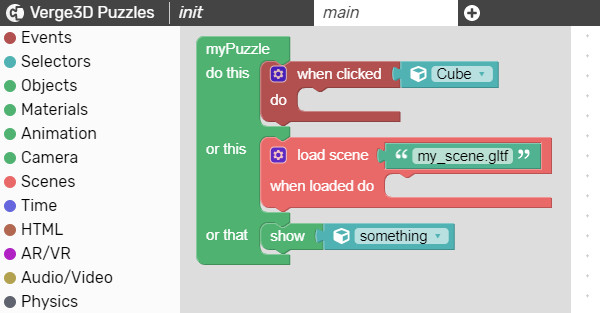 Verge3D Puzzles init main
Events
Selectors
Objects
Materials
Animation
Camera
Scenes
Time
HTML
AR/VR
Audio/Video
Physics
myPuzzle
do this when clicked Cube
do
or this load scene “ my_scene.gltf ”
when loaded do
or that show something